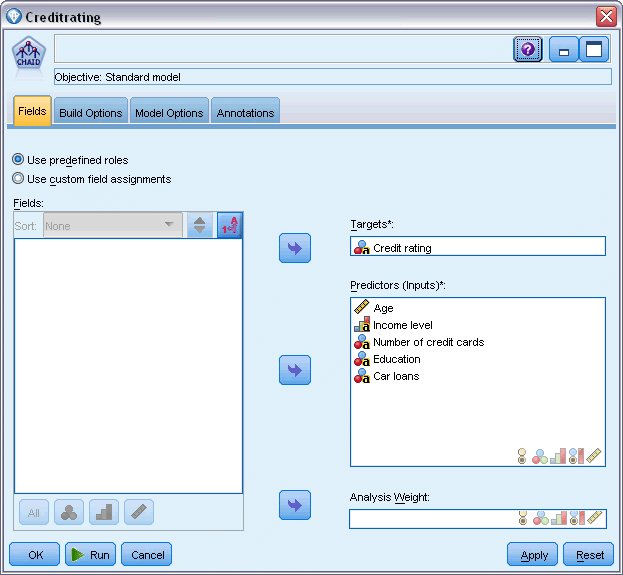 Creditrating
CHAID
Objective: Standard model
Fields Build Options Model Options Annotations
Use predefined roles
Use custom field assignments
Fields:
Sort: None
Targets*:
Credit rating
Predictors (Inputs)*:
Age
Income level
Number of credit cards
Education
Car loans
All
Analysis Weight:
OK Run Cancel Apply Reset